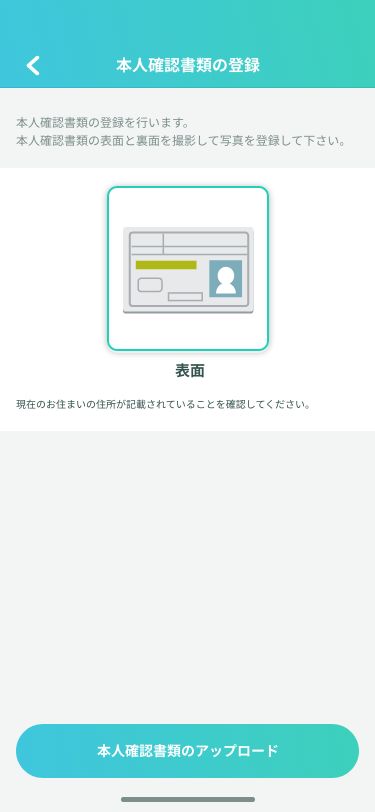 本人確認書類の登録
本人確認書類の登録を行います。
本人確認書類の表面と裏面を撮影して写真を登録して下さい。
表面
現在のお住まいの住所が記載されていることを確認してください。
本人確認書類のアップロード